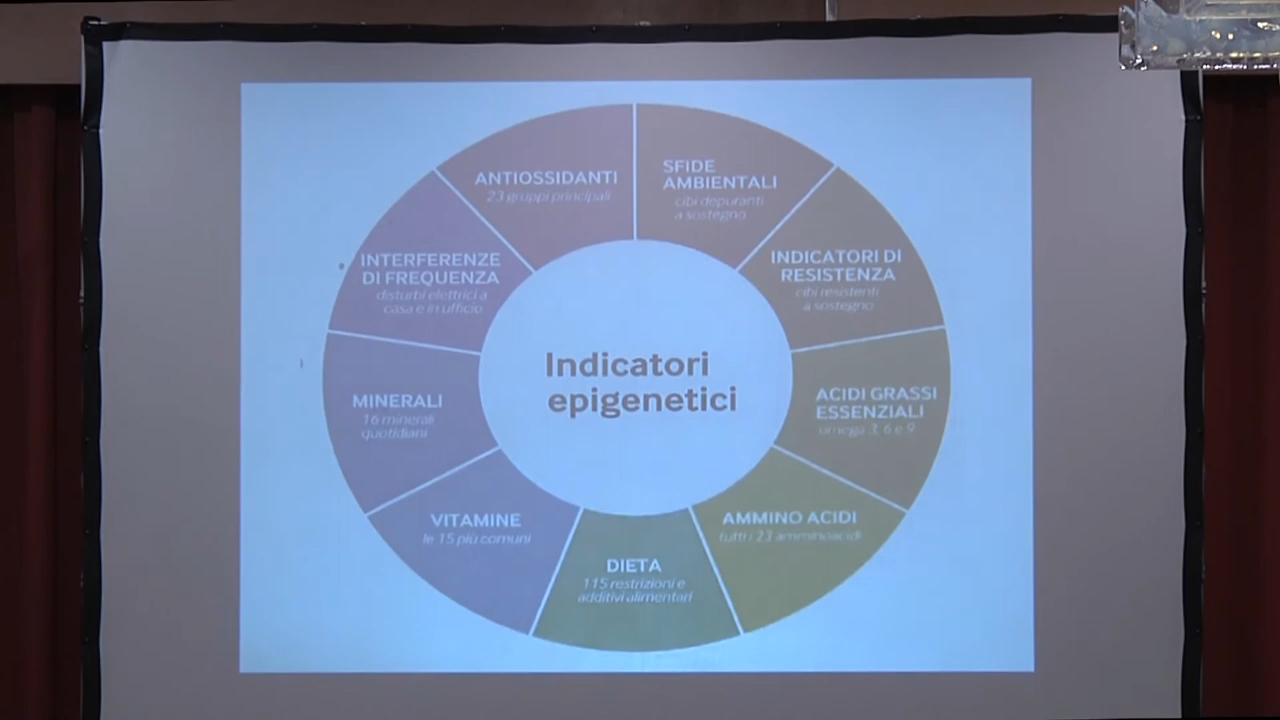 ANTIOSSIDANTI
23 gruppi principali
SFIDE
AMBIENTALI
cibi depuranti
a sostegno
INDICATORI DI
RESISTENZA
cibi resistenti
a sostegno
ACIDI GRASSI
ESSENZIALI
omega 3, 6 e 9
AMMINO ACIDI
tutti i 23 amminoacidi
DIETA
115 restrizioni e
additivi alimentari
VITAMINE
le 15 più comuni
MINERALI
16 minerali
quotidiani
INTERFERENZE
DI FREQUENZA
disturbi elettrici a
casa e in ufficio
Indicatori
epigenetici